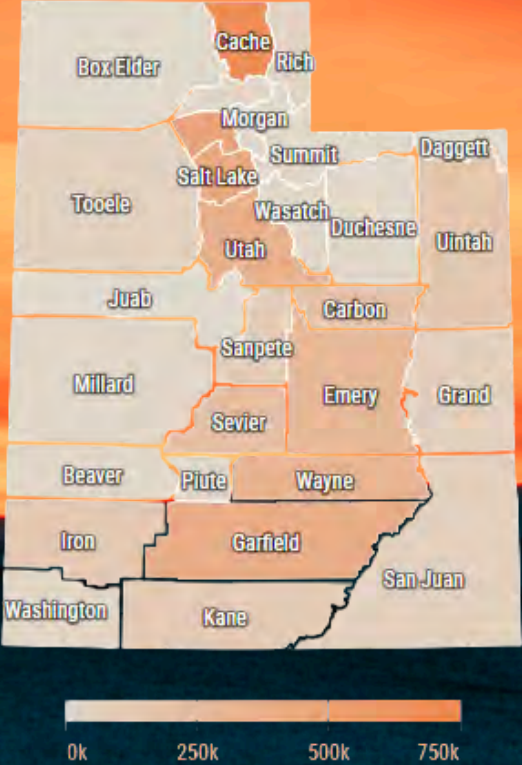 Cache
Rich
Box Elder
Morgan
Summit
Daggett
Salt Lake
Tooele
Wasatch
Duchesne
Uintah
Utah
Juab
Carbon
Sanpete
Millard
Emery
Grand
Sevier
Beaver
Piute
Wayne
Iron
Garfield
San Juan
Washington
Kane
0k 250k 500k 750k